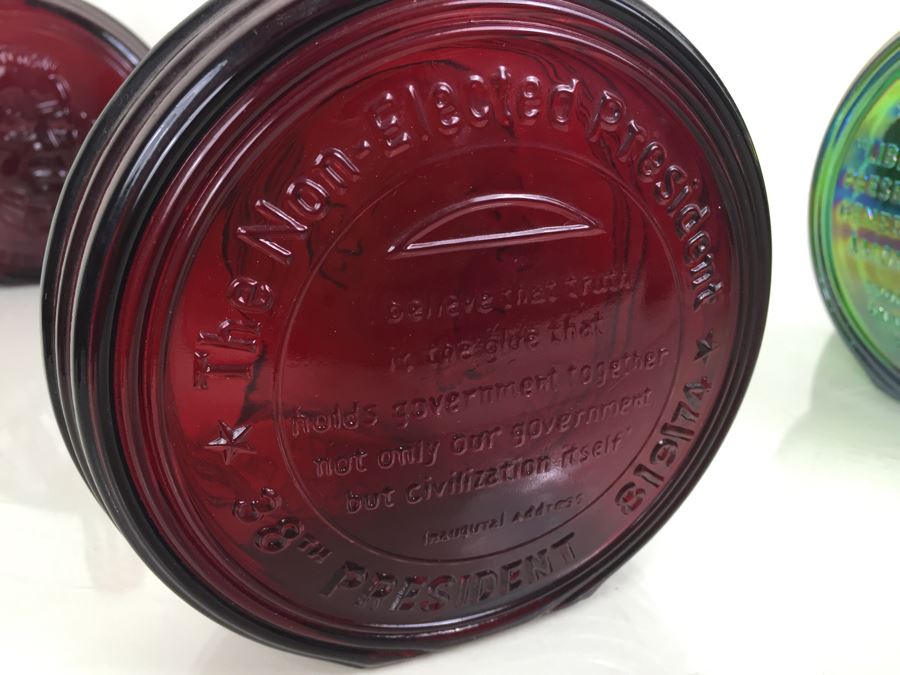 The Non-Elected President
believe that truth
is the glue that
holds government together
not only our government
but civilization itself
Inaugural Address
38TH PRESIDENT 8/9/74